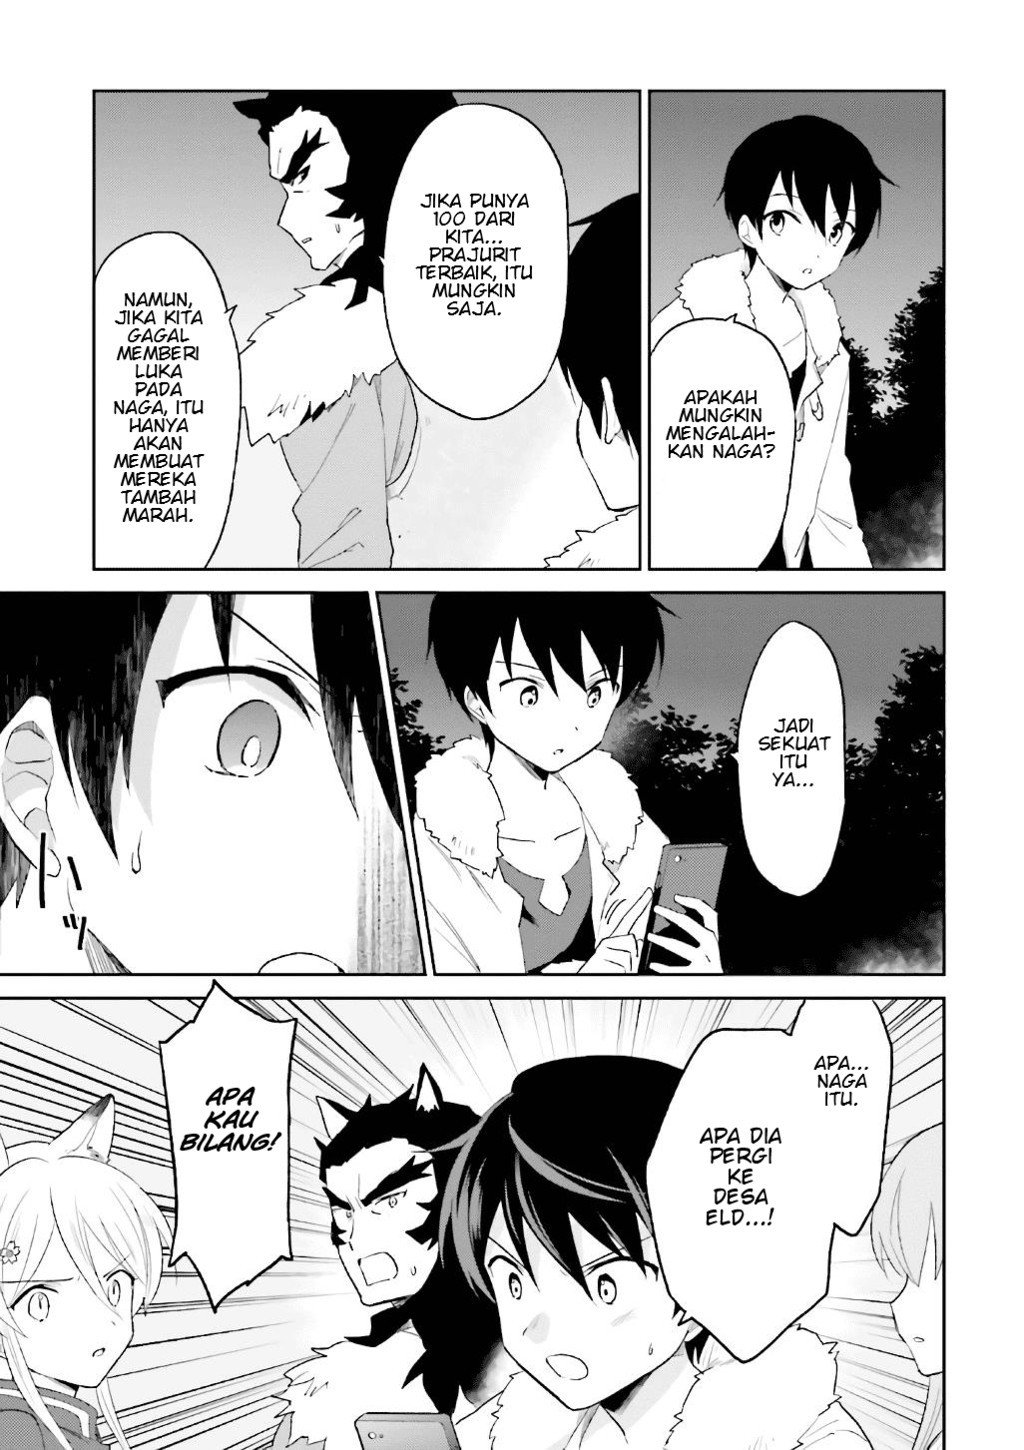 APAKAH
MUNGKIN
MENGALAH-
KAN NAGA?
JIKA PUNYA
100 DARI
KITA...
PRAJURIT
TERBAIK, ITU
MUNGKIN
SAJA.
NAMUN,
JIKA KITA
GAGAL
MEMBERI
LUKA
PADA
NAGA, ITU
HANYA
AKAN
MEMBUAT
MEREKA
TAMBAH
MARAH.
JADI
SEKUAT
ITU
YA...
APA...
NAGA
ITU.
APA DIA
PERGI
KE
DESA
ELD...!
APA
KAU
BILANG!